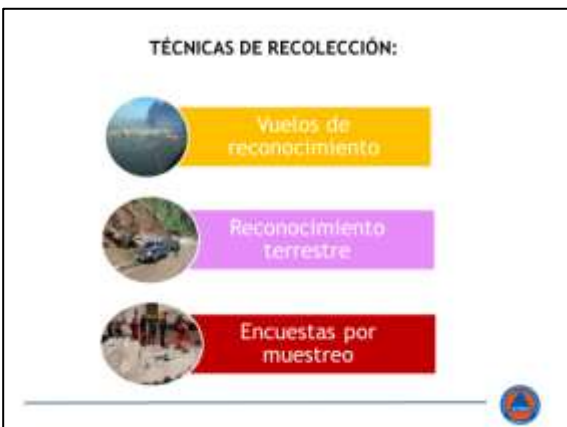 TÉCNICAS DE RECOLECCIÓN:
Vuelos de
reconocimiento
Reconocimiento
terrestre
Encuestas por
muestreo